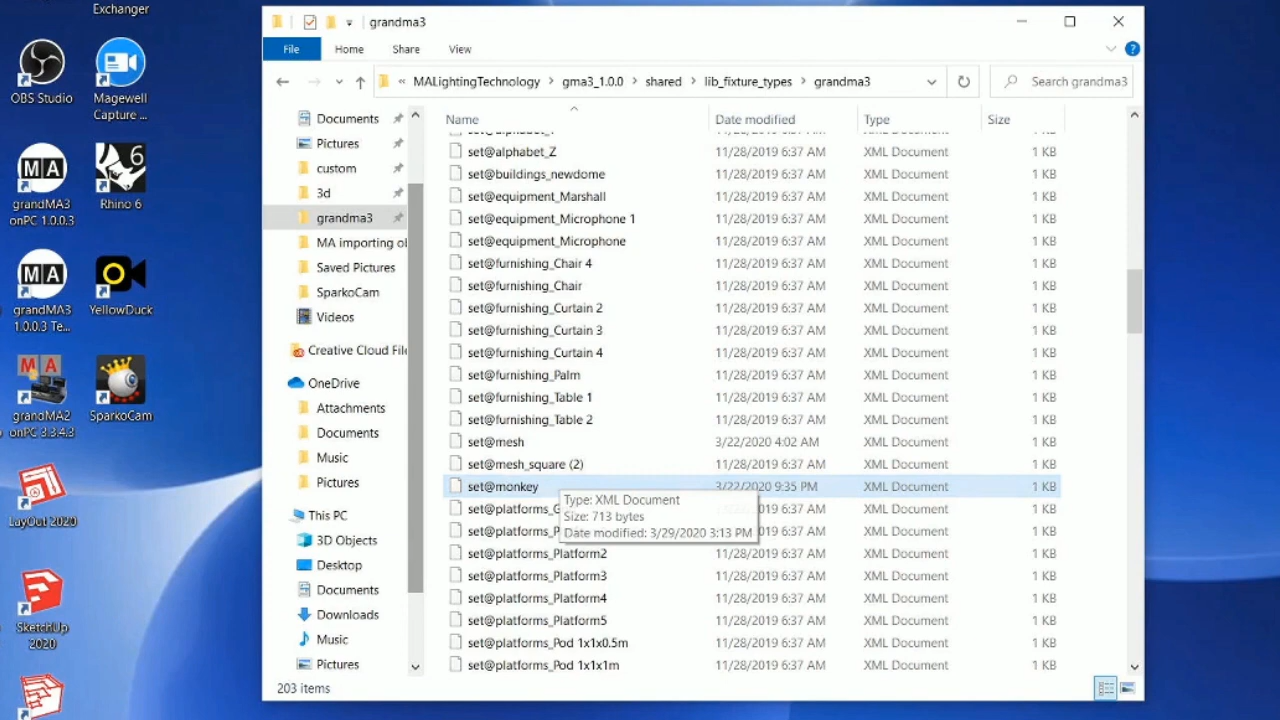 Exchanger
OBS Studio
Magewell
Capture ...
grandMA3
onPC 1.0.0.3
Rhino 6
grandMA3
1.0.0.3 Te...
YellowDuck
grandMA2
onPC 3.3.4.3
SparkoCam
LayOut 2020
SketchUp
2020
grandma3
File Home Share View
« MALightingTechnology > gma3_1.0.0 > shared > lib_fixture_types > grandma3
Search grandma3
Documents
Pictures
custom
3d
grandma3
MA importing ob
Saved Pictures
SparkoCam
Videos
Creative Cloud File
OneDrive
Attachments
Documents
Music
Pictures
This PC
3D Objects
Desktop
Documents
Downloads
Music
Pictures
Name Date modified Type Size
set@alphabet_Y 11/28/2019 6:37 AM XML Document 1 KB
set@alphabet_Z 11/28/2019 6:37 AM XML Document 1 KB
set@buildings_newdome 11/28/2019 6:37 AM XML Document 1 KB
set@equipment_Marshall 11/28/2019 6:37 AM XML Document 1 KB
set@equipment_Microphone 1 11/28/2019 6:37 AM XML Document 1 KB
set@equipment_Microphone 11/28/2019 6:37 AM XML Document 1 KB
set@furnishing_Chair 4 11/28/2019 6:37 AM XML Document 1 KB
set@furnishing_Chair 11/28/2019 6:37 AM XML Document 1 KB
set@furnishing_Curtain 2 11/28/2019 6:37 AM XML Document 1 KB
set@furnishing_Curtain 3 11/28/2019 6:37 AM XML Document 1 KB
set@furnishing_Curtain 4 11/28/2019 6:37 AM XML Document 1 KB
set@furnishing_Palm 11/28/2019 6:37 AM XML Document 1 KB
set@furnishing_Table 1 11/28/2019 6:37 AM XML Document 1 KB
set@furnishing_Table 2 11/28/2019 6:37 AM XML Document 1 KB
set@mesh 3/22/2020 4:02 AM XML Document 1 KB
set@mesh_square (2) 11/28/2019 6:37 AM XML Document 1 KB
set@monkey 3/22/2020 9:35 PM XML Document 1 KB
Type: XML Document
Size: 713 bytes
Date modified: 3/29/2020 3:13 PM
set@platforms_ 6:37 AM XML Document 1 KB
set@platforms_P 6:37 AM XML Document 1 KB
set@platforms_Platform2 11/28/2019 6:37 AM XML Document 1 KB
set@platforms_Platform3 11/28/2019 6:37 AM XML Document 1 KB
set@platforms_Platform4 11/28/2019 6:37 AM XML Document 1 KB
set@platforms_Platform5 11/28/2019 6:37 AM XML Document 1 KB
set@platforms_Pod 1x1x0.5m 11/28/2019 6:37 AM XML Document 1 KB
set@platforms_Pod 1x1x1m 11/28/2019 6:37 AM XML Document 1 KB
203 items